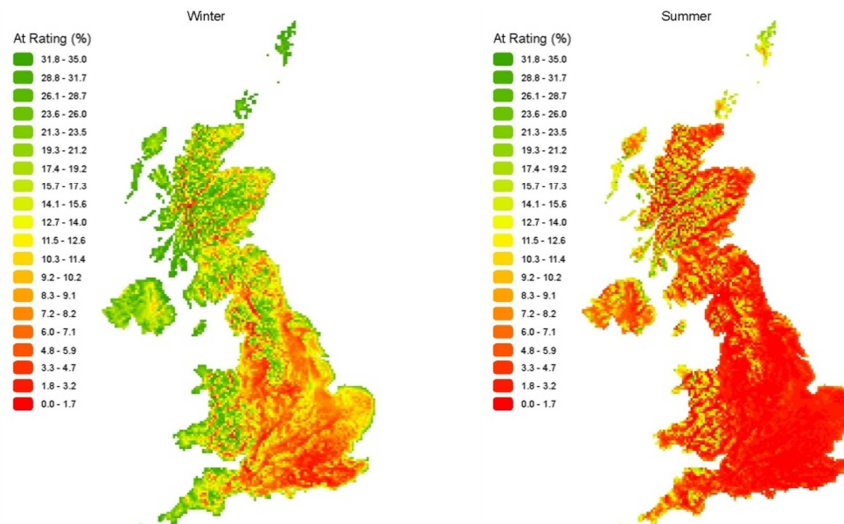 Winter
At Rating (%)
31.8 - 35.0
28.8 - 31.7
26.1 - 28.7
23.6 - 26.0
21.3 - 23.5
19.3 - 21.2
17.4 - 19.2
15.7 - 17.3
14.1 - 15.6
12.7 - 14.0
11.5 - 12.6
10.3 - 11.4
9.2 - 10.2
8.3 - 9.1
7.2 - 8.2
6.0 - 7.1
4.8 - 5.9
3.3 - 4.7
1.8 - 3.2
0.0 - 1.7
Summer
At Rating (%)
31.8 - 35.0
28.8 - 31.7
26.1 - 28.7
23.6 - 26.0
21.3 - 23.5
19.3 - 21.2
17.4 - 19.2
15.7 - 17.3
14.1 - 15.6
12.7 - 14.0
11.5 - 12.6
10.3 - 11.4
9.2 - 10.2
8.3 - 9.1
7.2 - 8.2
6.0 - 7.1
4.8 - 5.9
3.3 - 4.7
1.8 - 3.2
0.0 - 1.7